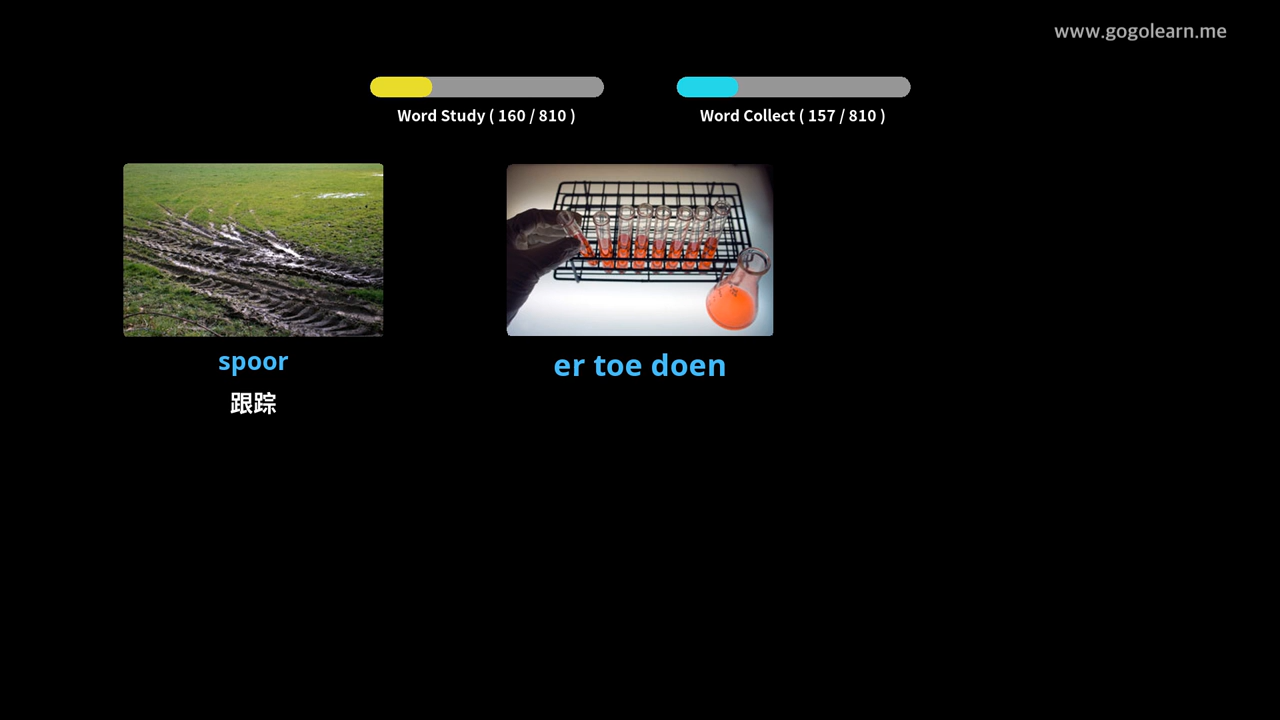 www.gogolearn.me
Word Study ( 160 / 810 )
Word Collect ( 157 / 810 )
spoor
跟踪
er toe doen